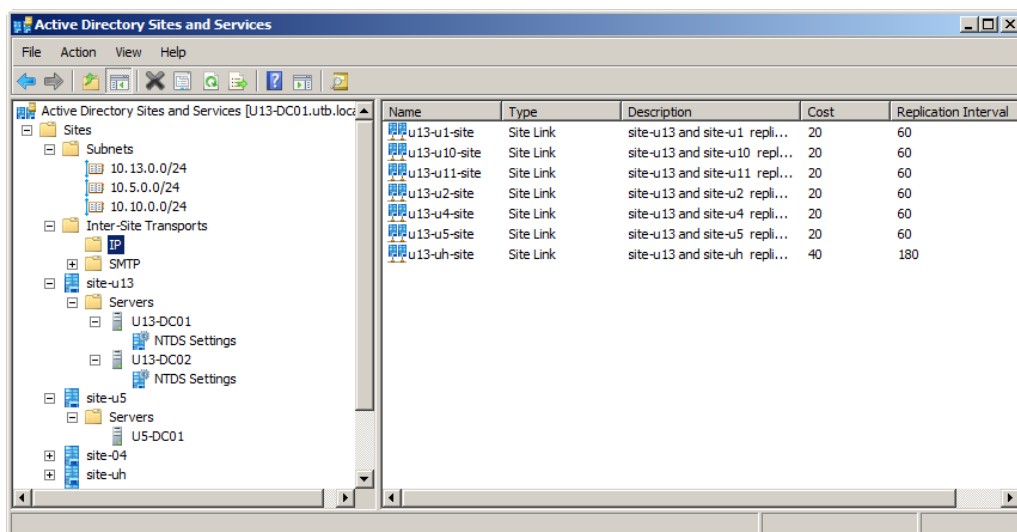 Active Directory Sites and Services
File Action View Help
Active Directory Sites and Services [U13-DC01.utb.loca
Sites
Subnets
10.13.0.0/24
10.5.0.0/24
10.10.0.0/24
Inter-Site Transports
IP
SMTP
site-u13
Servers
U13-DC01
NTDS Settings
U13-DC02
NTDS Settings
site-u5
Servers
U5-DC01
site-04
site-uh
Name Type Description Cost Replication Interval
u13-u1-site Site Link site-u13 and site-u1 repli... 20 60
u13-u10-site Site Link site-u13 and site-u10 repl... 20 60
u13-u11-site Site Link site-u13 and site-u11 repl... 20 60
u13-u2-site Site Link site-u13 and site-u2 repli... 20 60
u13-u4-site Site Link site-u13 and site-u4 repli... 20 60
u13-u5-site Site Link site-u13 and site-u5 repli... 20 60
u13-uh-site Site Link site-u13 and site-uh repli... 40 180